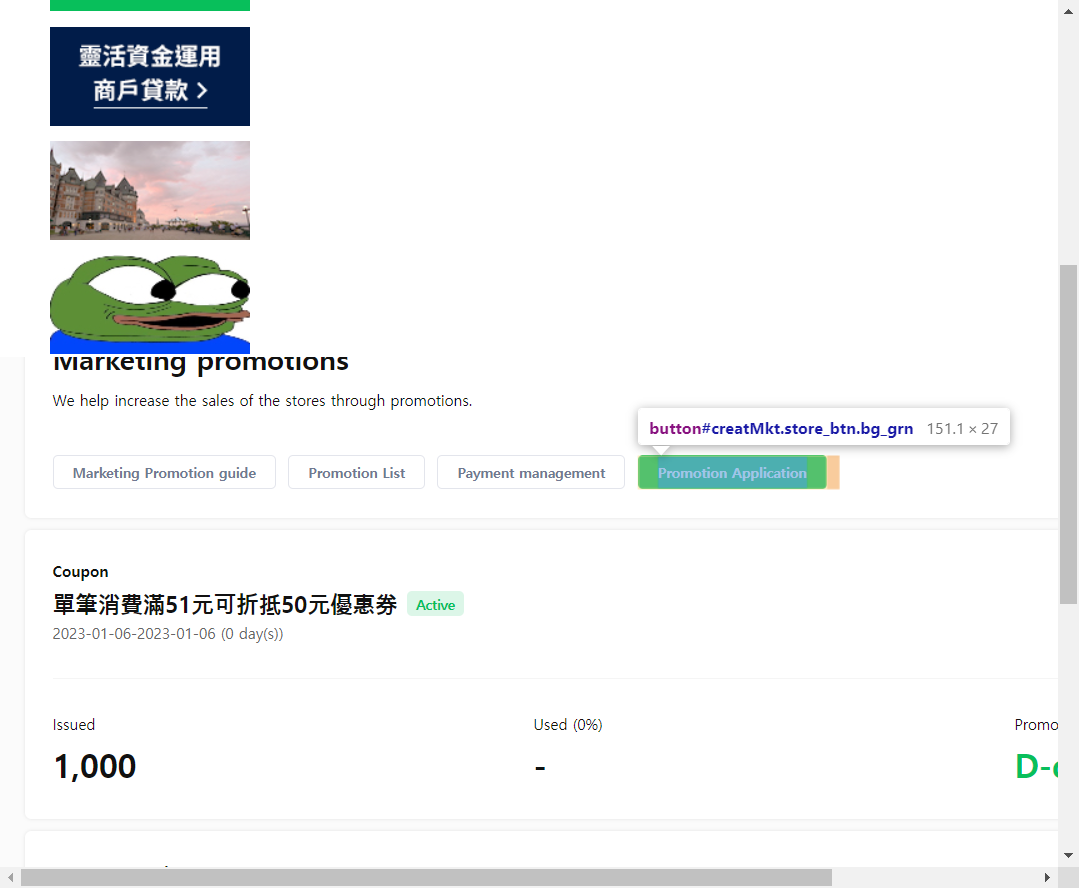 靈活資金運用
商戶貸款 >
Marketing promotions
We help increase the sales of the stores through promotions.
button#creatMkt.store_btn.bg_grn 151.1 × 27
Marketing Promotion guide Promotion List Payment management Promotion Application
Coupon
單筆消費滿51元可折抵50元優惠券 Active
2023-01-06-2023-01-06 (0 day(s))
Issued Used (0%) Promo
1,000 - D-